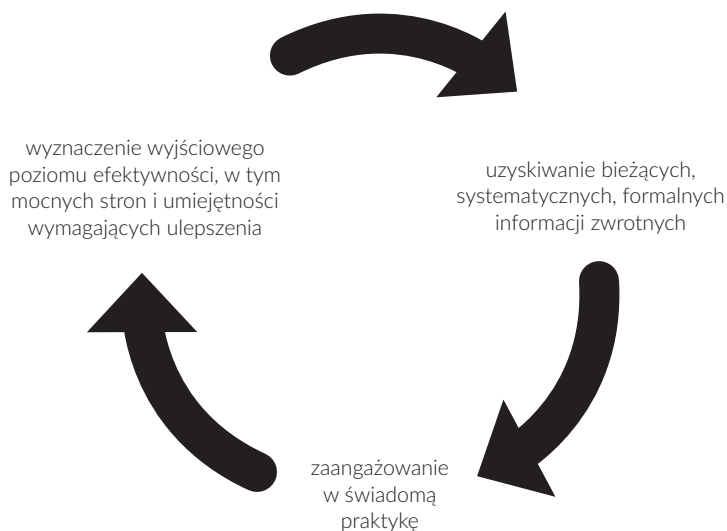 wyznaczenie wyjściowego
poziomu efektywności, w tym
mocnych stron i umiejętności
wymagających ulepszenia
uzyskiwanie bieżących,
systematycznych, formalnych
informacji zwrotnych
zaangażowanie
w świadomą
praktykę